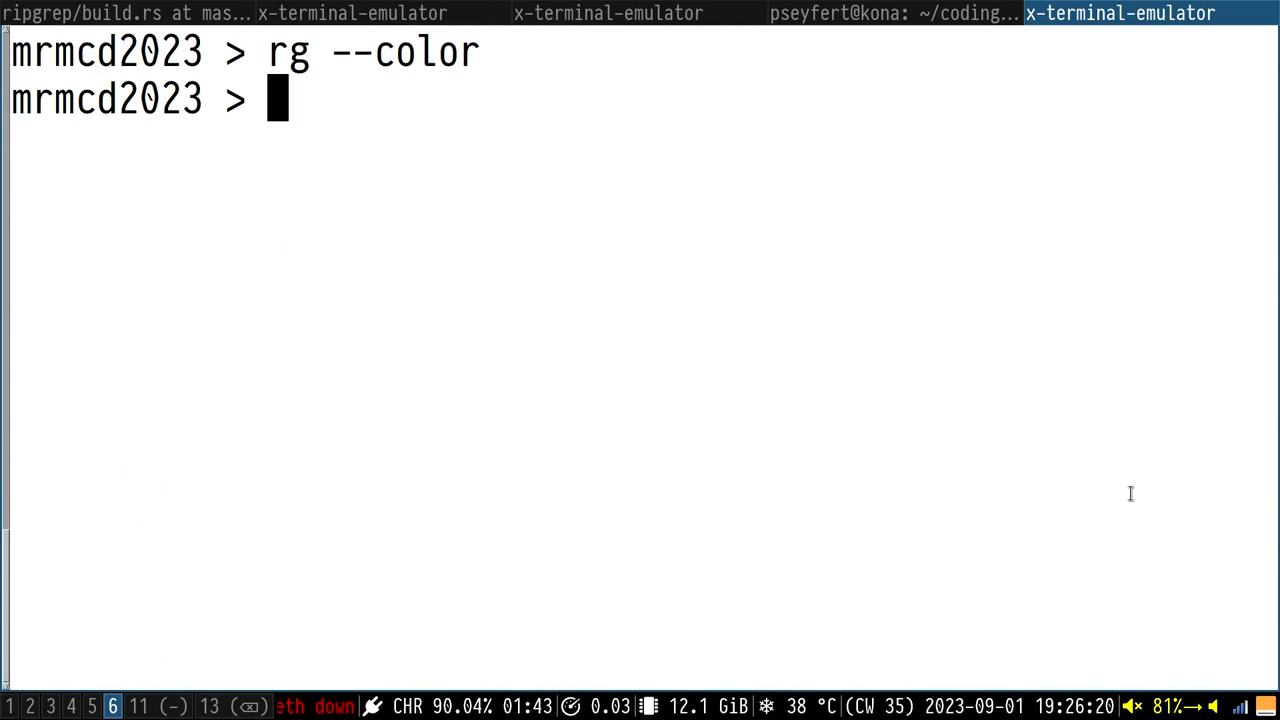 ripgrep/build.rs at mas... x-terminal-emulator x-terminal-emulator pseyfert@kona: ~/coding... x-terminal-emulator
mrmcd2023 > rg --color
mrmcd2023 >
1 2 3 4 5 6 11 (-) 13 (⌫) eth down CHR 90.04% 01:43 0.03 12.1 GiB 38 °C (CW 35) 2023-09-01 19:26:20 81%→